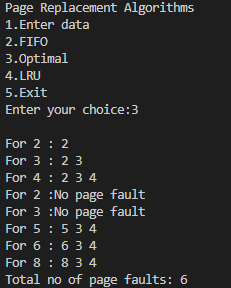 Page Replacement Algorithms
1.Enter data
2.FIFO
3.Optimal
4.LRU
5.Exit
Enter your choice:3
For 2 : 2
For 3 : 2 3
For 4 : 2 3 4
For 2 :No page fault
For 3 :No page fault
For 5 : 5 3 4
For 6 : 6 3 4
For 8 : 8 3 4
Total no of page faults: 6